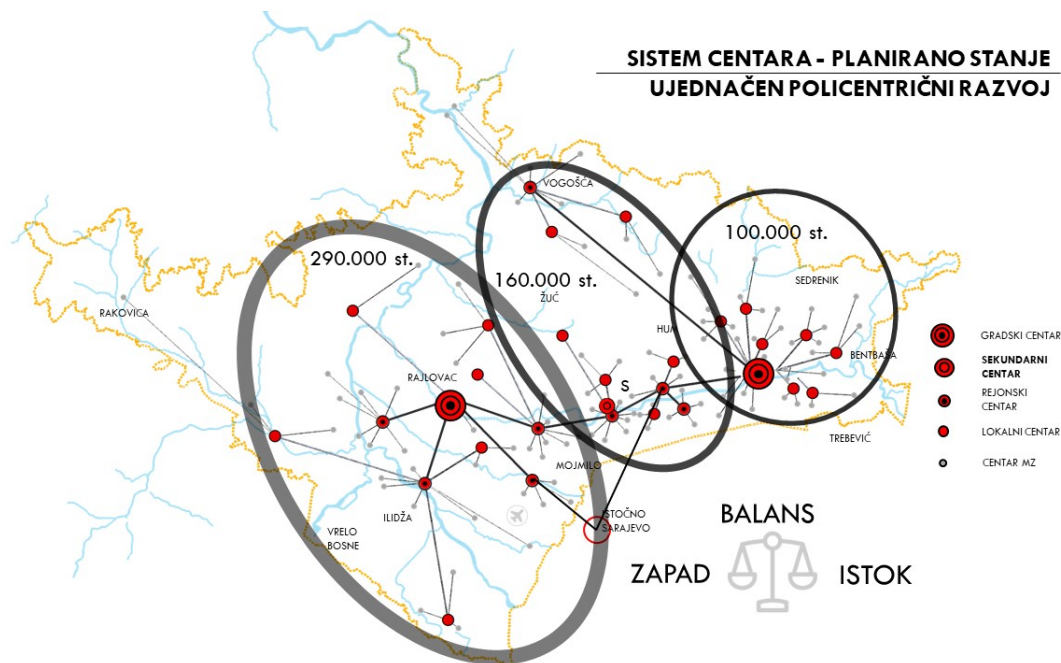 SISTEM CENTARA - PLANIRANO STANJE
UJEDNAČEN POLICENTRIČNI RAZVOJ
VOGOŠĆA
100.000 st.
290.000 st.
160.000 st.
SEDRENIK
ŽUĆ
RAKOVICA
HUM
GRADSKI CENTAR
BENTBAŠA
SEKUNDARNI
CENTAR
RAJLOVAC
S
REJONSKI
CENTAR
LOKALNI CENTAR
TREBEVIĆ
MOJMILO
CENTAR MZ
ILIDŽA
ISTOČNO
SARAJEVO
VRELO
BOSNE
BALANS
ZAPAD
ISTOK